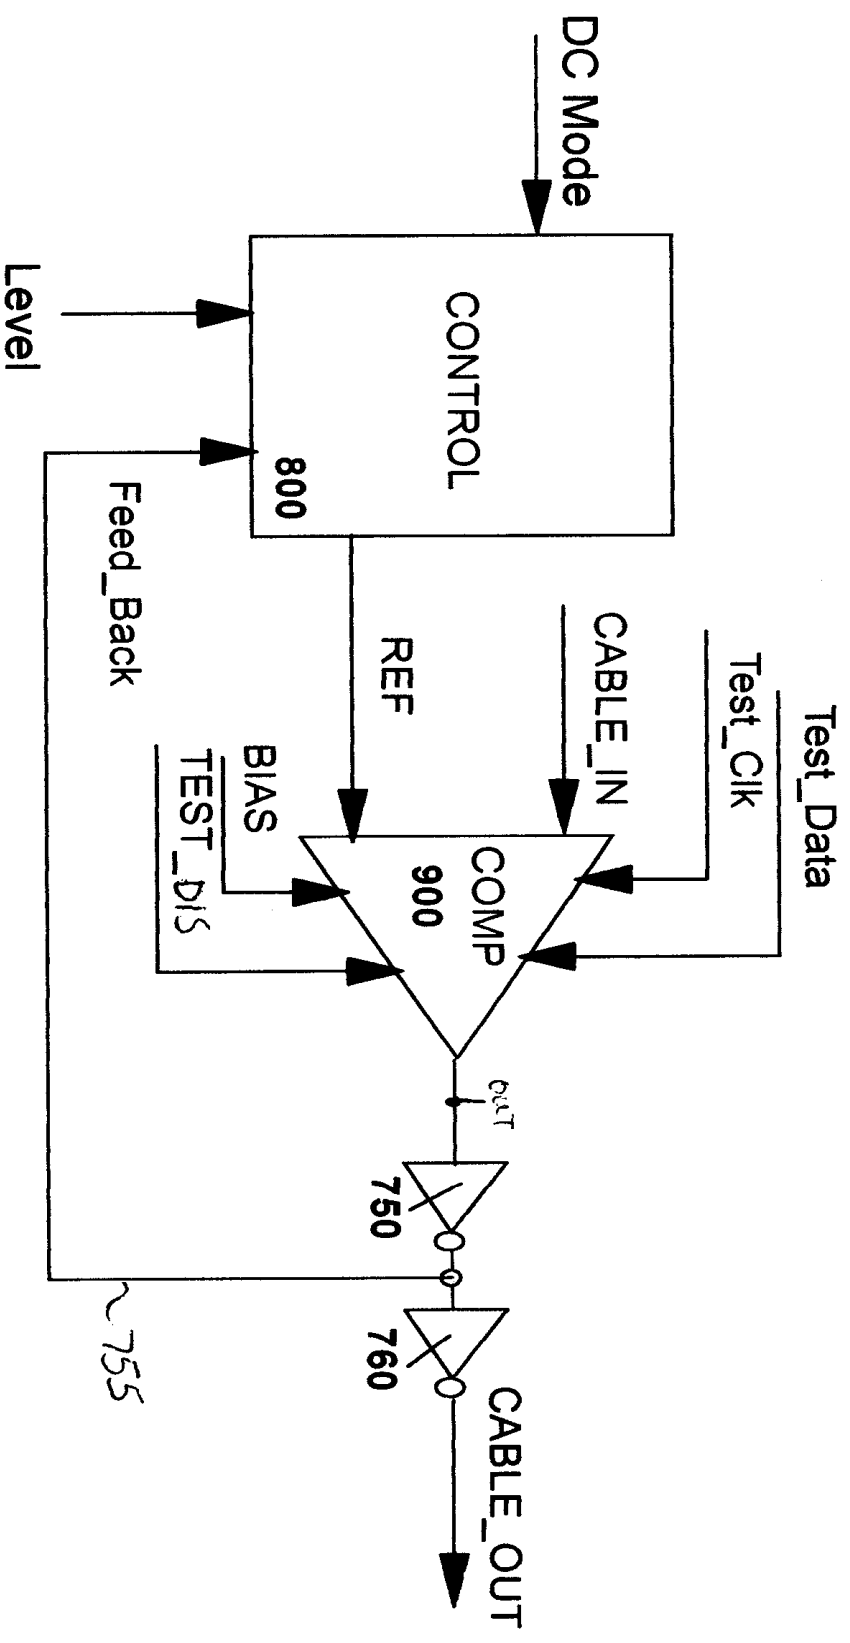 DC Mode
CONTROL
800
Level
Feed_Back
REF
CABLE_IN
Test_Clk
Test_Data
BIAS
TEST_DIS
COMP
900
OUT
750
755
760
CABLE_OUT